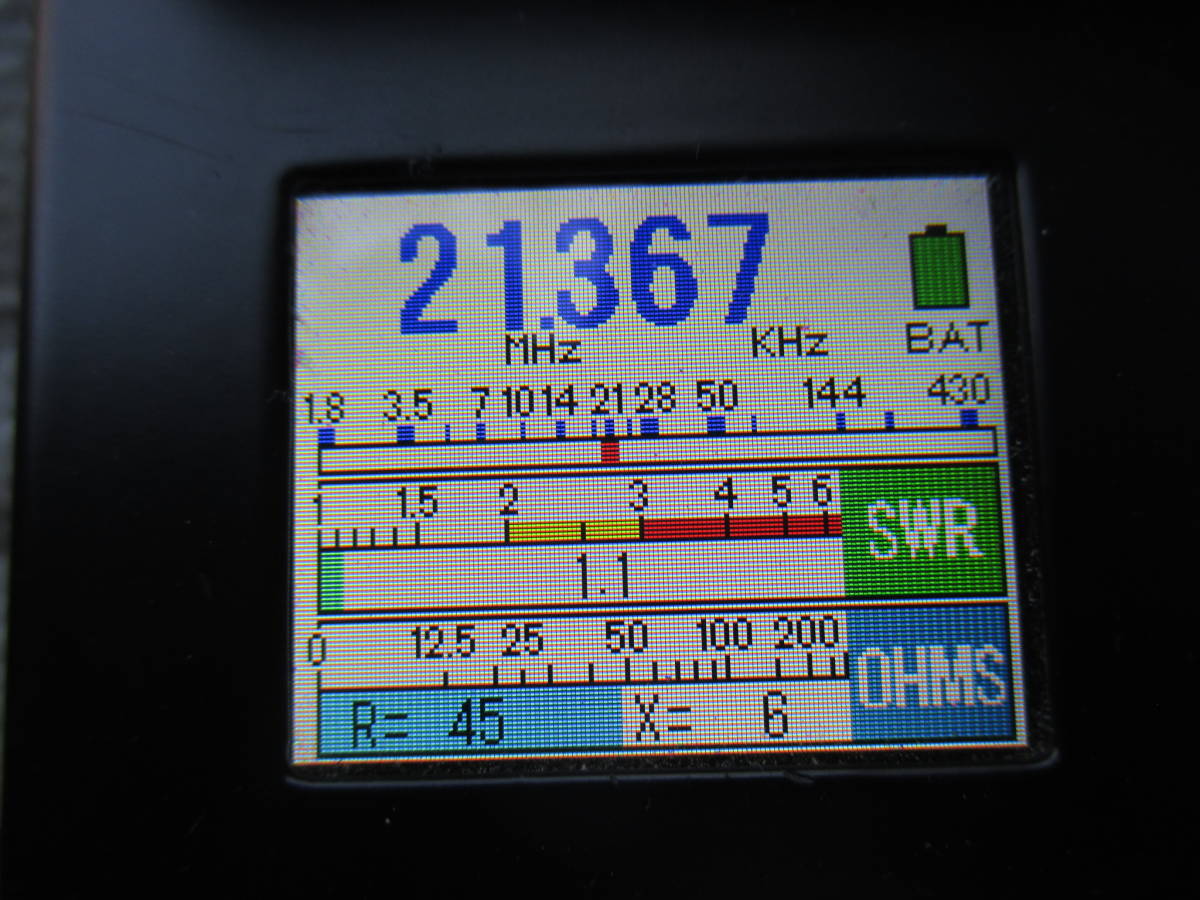 21.367
MHz KHz BAT
1.8 3.5 7 10 14 21 28 50 144 430
1 1.5 2 3 4 5 6 SWR
1.1
0 12.5 25 50 100 200 OHMS
R= 45 X= 6